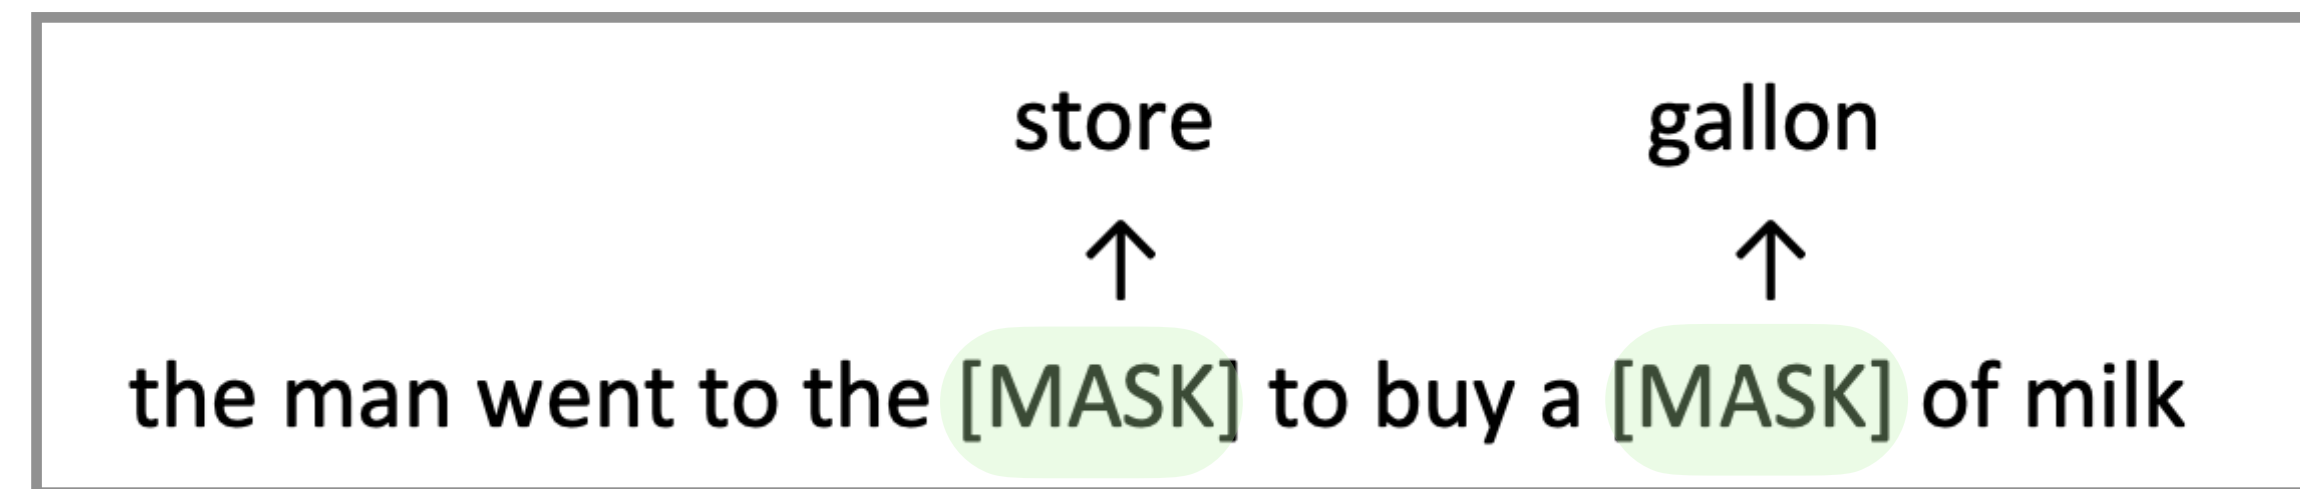 store gallon
the man went to the [MASK] to buy a [MASK] of milk